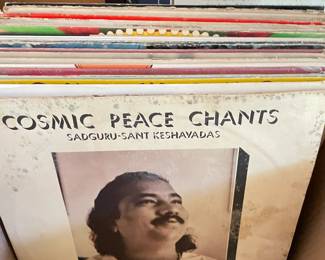 COSMIC PEACE CHANTS
SADGURU-SANT KESHAVADAS